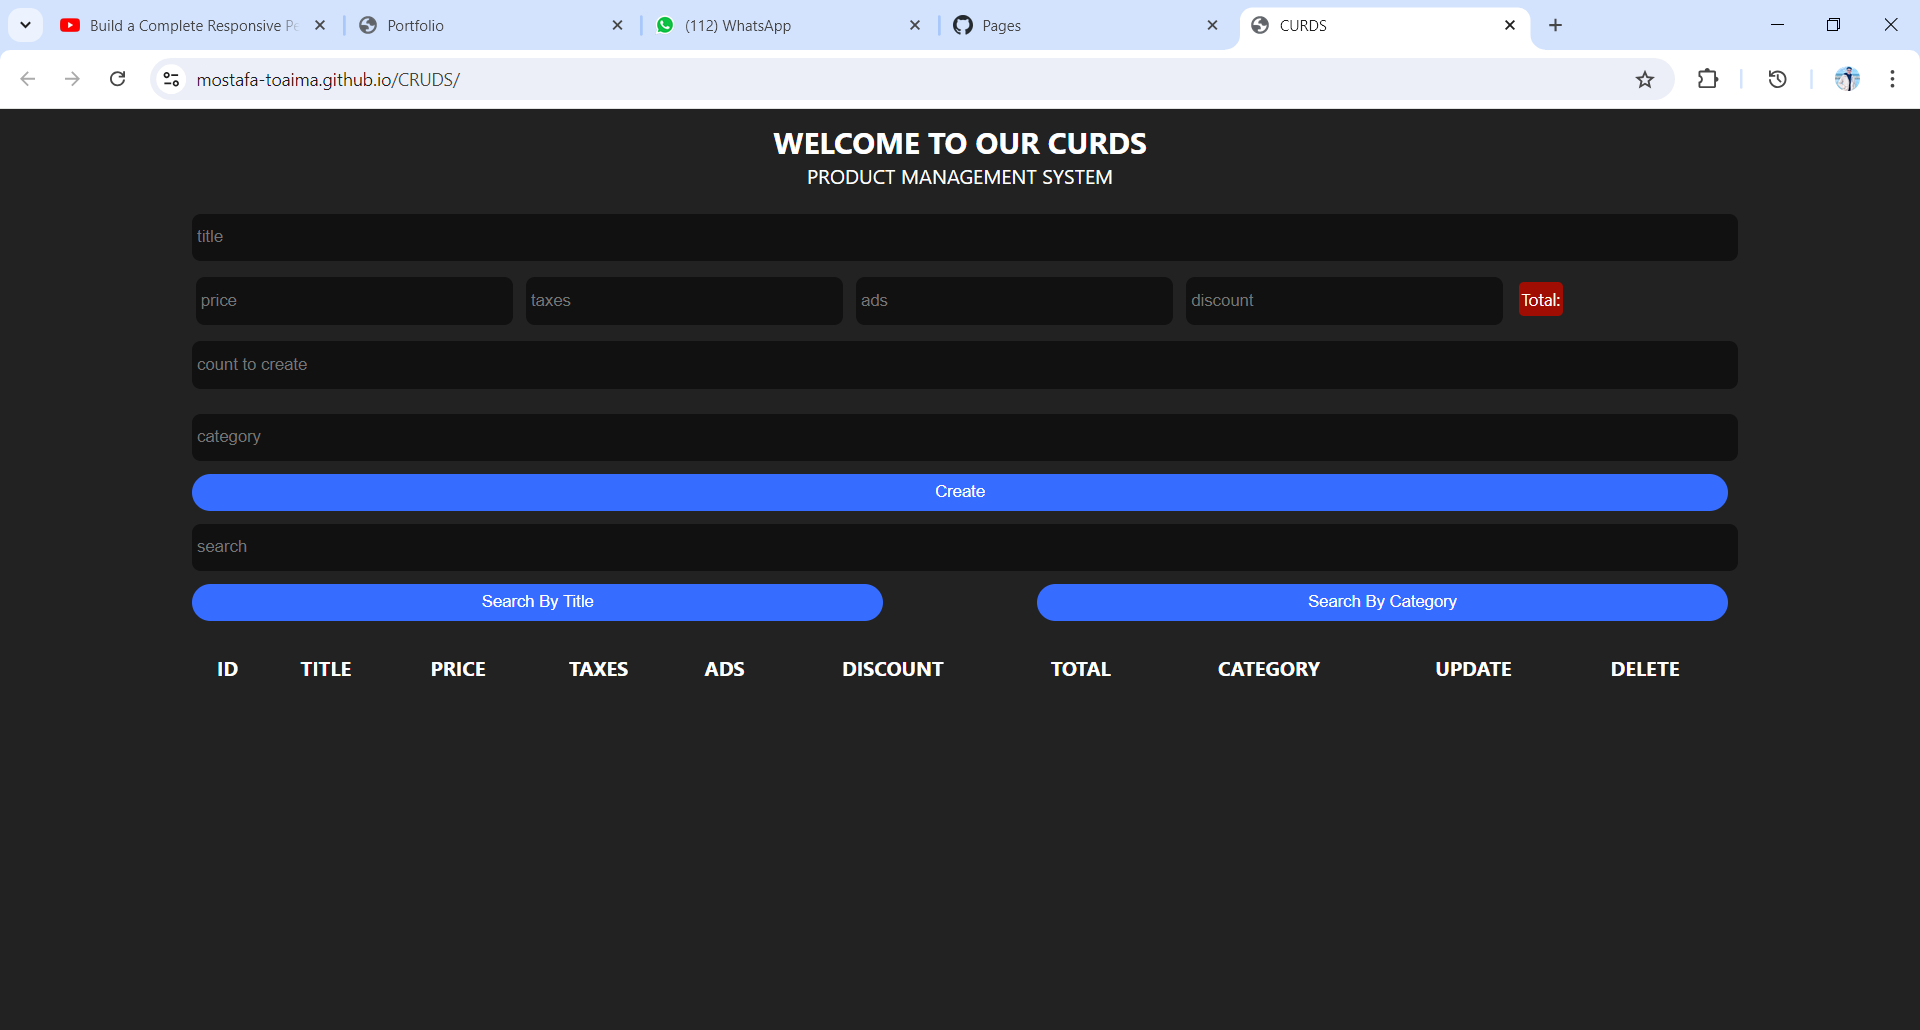 Build a Complete Responsive Pe
Portfolio
(112) WhatsApp
Pages
CURDS
mostafa-toaima.github.io/CRUDS/
WELCOME TO OUR CURDS
PRODUCT MANAGEMENT SYSTEM
title
price taxes ads discount Total:
count to create
category
Create
search
Search By Title Search By Category
ID TITLE PRICE TAXES ADS DISCOUNT TOTAL CATEGORY UPDATE DELETE